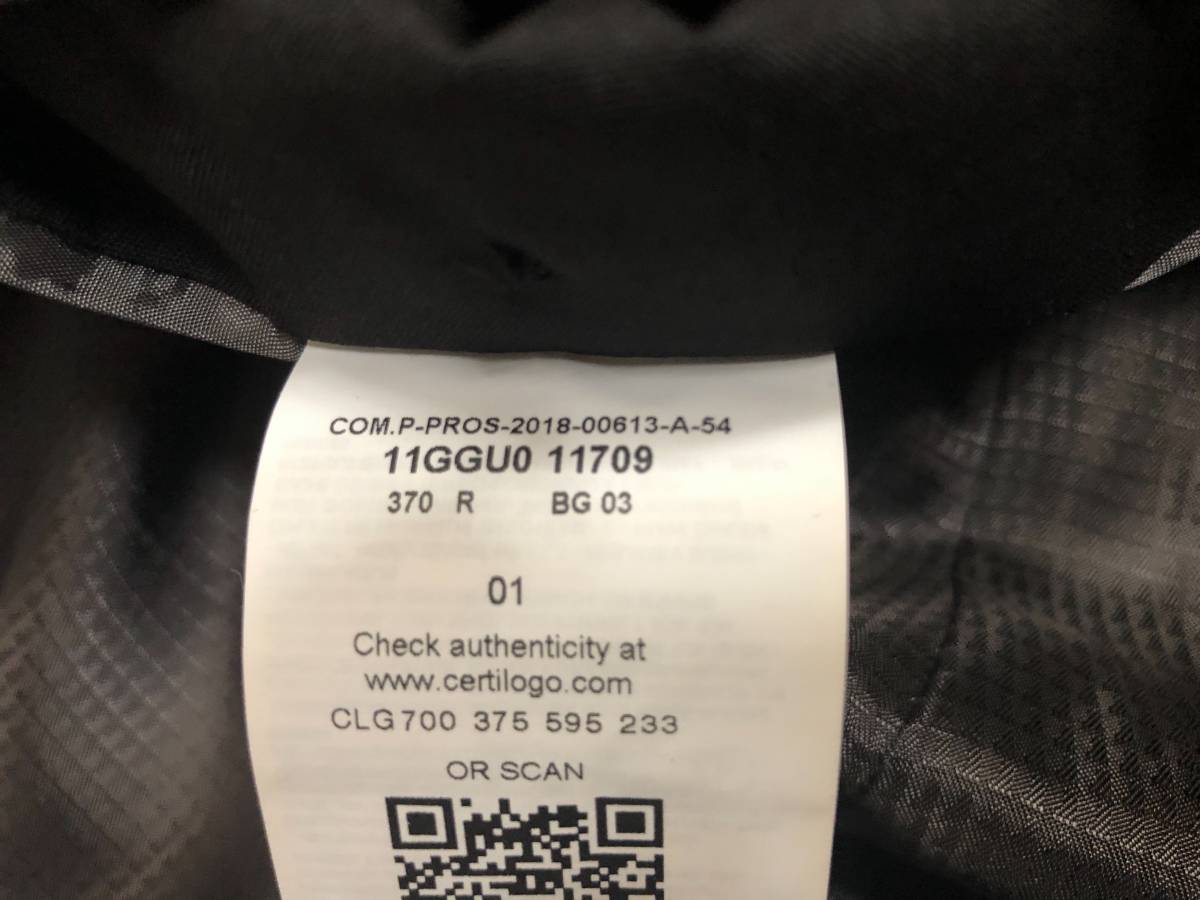 COM.P-PROS-2018-00613-A-54
11GGU0 11709
370 R BG 03
01
Check authenticity at
www.certilogo.com
CLG700 375 595 233
OR SCAN